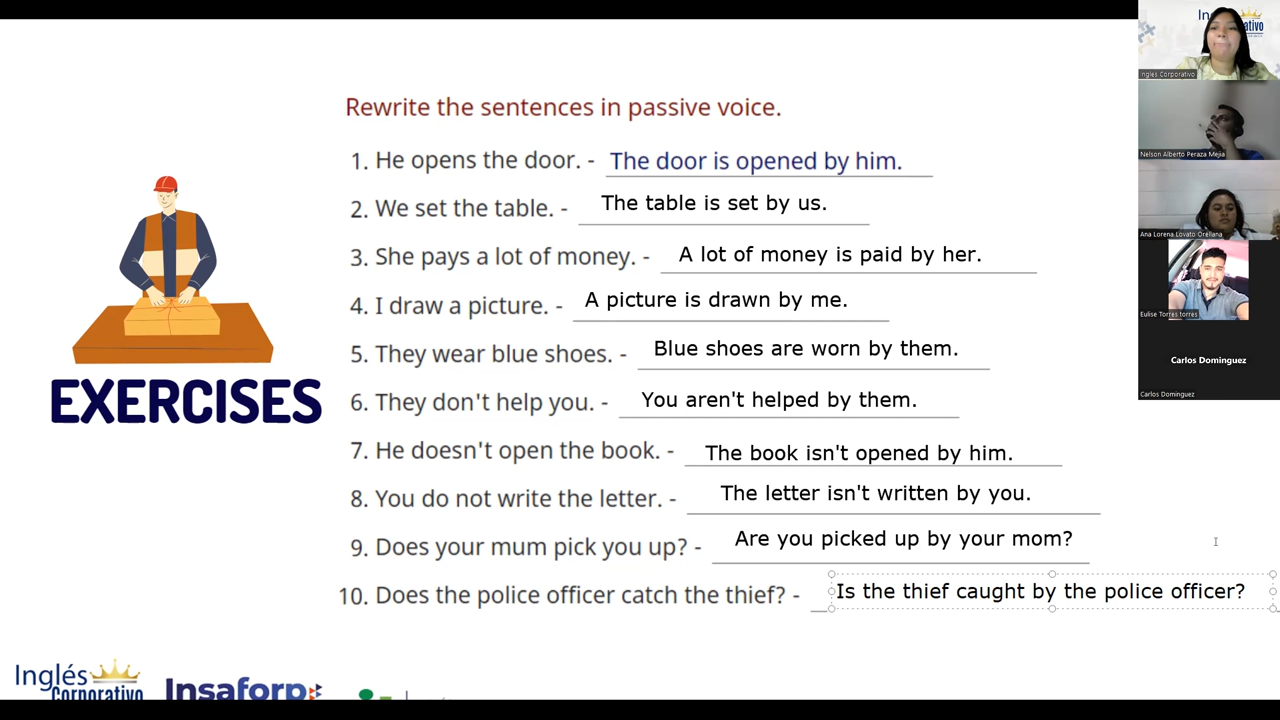 Rewrite the sentences in passive voice.
1. He opens the door. - The door is opened by him.
2. We set the table. - The table is set by us.
3. She pays a lot of money. - A lot of money is paid by her.
4. I draw a picture. - A picture is drawn by me.
5. They wear blue shoes. - Blue shoes are worn by them.
6. They don't help you. - You aren't helped by them.
7. He doesn't open the book. - The book isn't opened by him.
8. You do not write the letter. - The letter isn't written by you.
9. Does your mum pick you up? - Are you picked up by your mom?
10. Does the police officer catch the thief? - Is the thief caught by the police officer?
EXERCISES
Inglés
Corporativo
Insaforp
Ingles Corporativo
Nelson Alberto Peraza Mejia
Ana Lorena Lovato Orellana
Eulise Torres torres
Carlos Dominguez
Carlos Dominguez